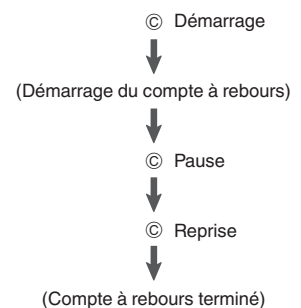 Ⓒ Démarrage
(Démarrage du compte à rebours)
Ⓒ Pause
Ⓒ Reprise
(Compte à rebours terminé)